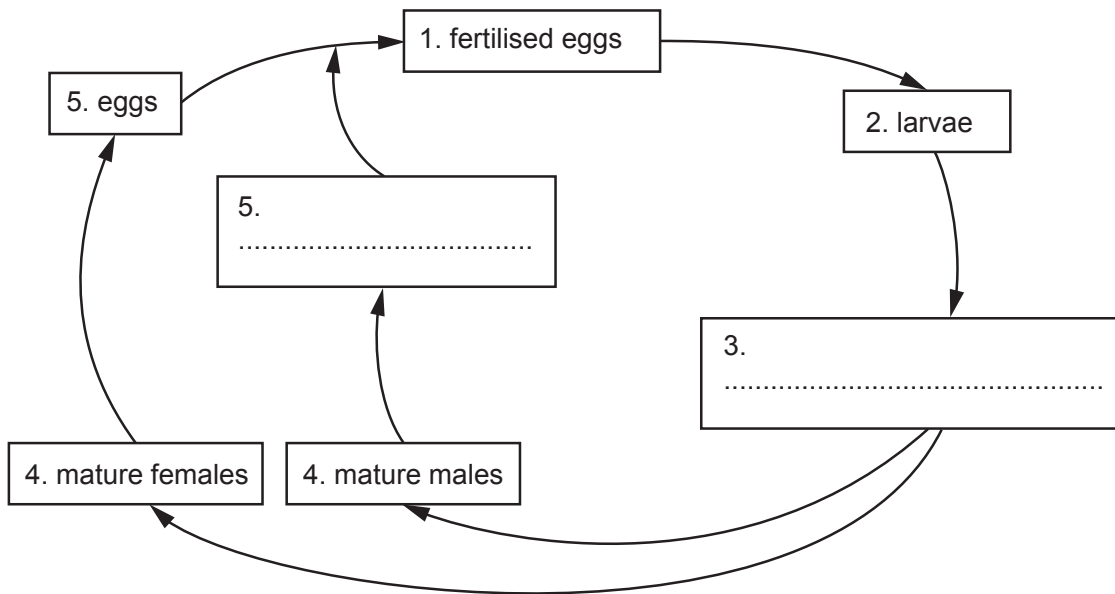 1. fertilised eggs
5. eggs
2. larvae
5.
.....................................
3.
................................................
4. mature females
4. mature males